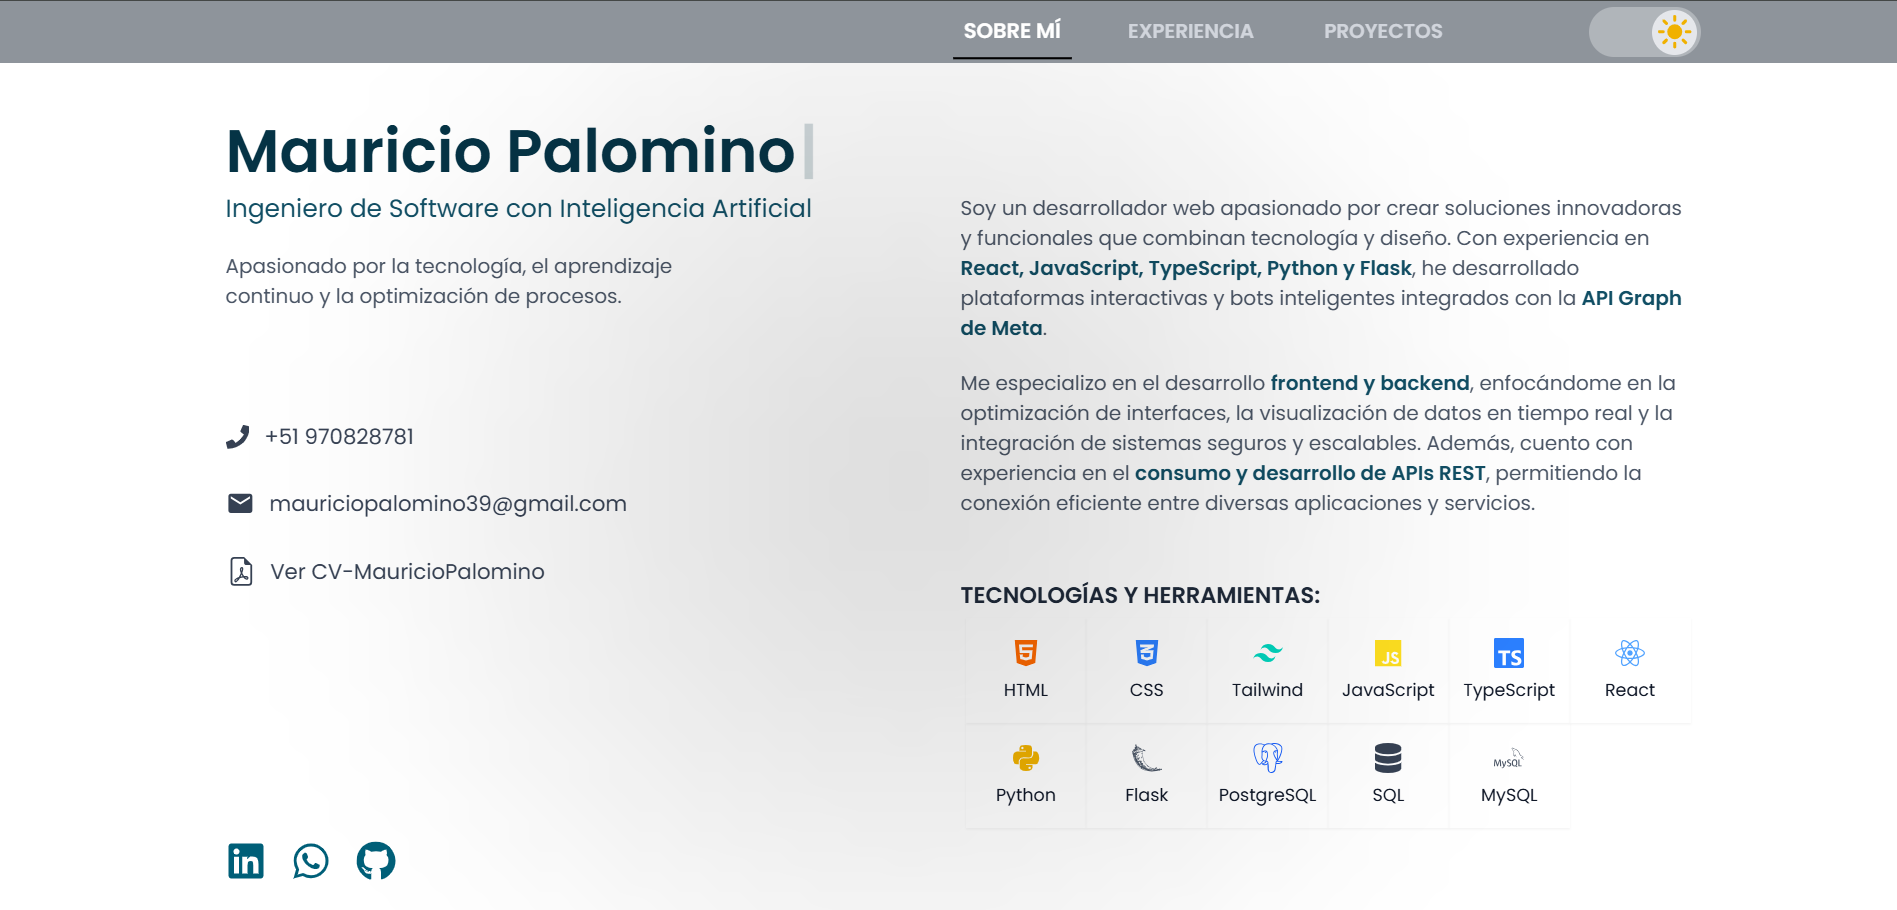 SOBRE MÍ
EXPERIENCIA
PROYECTOS
Mauricio Palomino
Ingeniero de Software con Inteligencia Artificial
Apasionado por la tecnología, el aprendizaje
continuo y la optimización de procesos.
+51 970828781
mauriciopalomino39@gmail.com
Ver CV-MauricioPalomino
Soy un desarrollador web apasionado por crear soluciones innovadoras
y funcionales que combinan tecnología y diseño. Con experiencia en
React, JavaScript, TypeScript, Python y Flask, he desarrollado
plataformas interactivas y bots inteligentes integrados con la API Graph
de Meta.
Me especializo en el desarrollo frontend y backend, enfocándome en la
optimización de interfaces, la visualización de datos en tiempo real y la
integración de sistemas seguros y escalables. Además, cuento con
experiencia en el consumo y desarrollo de APIs REST, permitiendo la
conexión eficiente entre diversas aplicaciones y servicios.
TECNOLOGÍAS Y HERRAMIENTAS:
5
3
JS
TS
HTML
CSS
Tailwind
JavaScript
TypeScript
React
MySQL
Python
Flask
PostgreSQL
SQL
MySQL
in